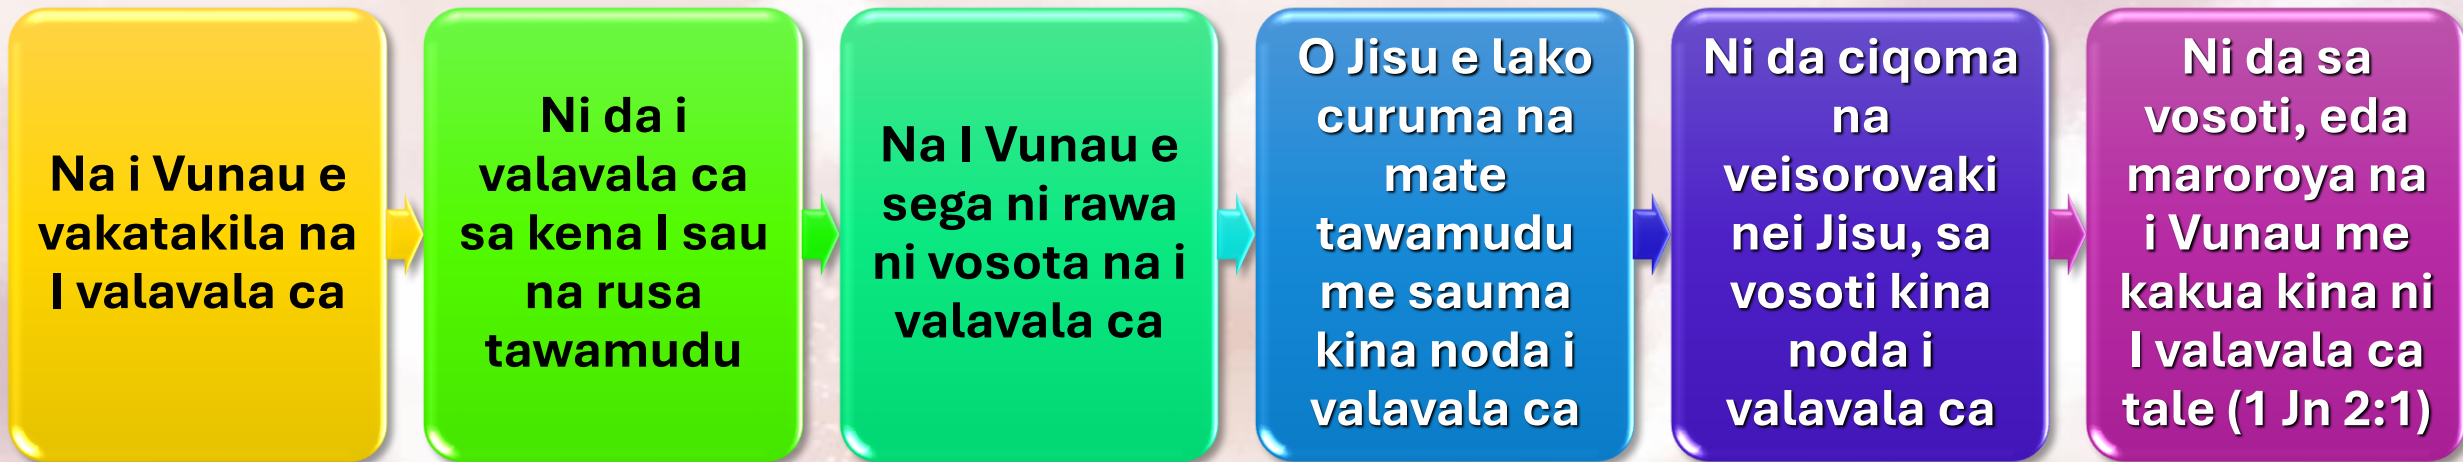 Na i Vunau e
vakatakila na
I valavala ca
Ni da i
valavala ca
sa kena I sau
na rusa
tawamudu
Na I Vunau e
sega ni rawa
ni vosota na i
valavala ca
O Jisu e lako
curuma na
mate
tawamudu
me sauma
kina noda i
valavala ca
Ni da ciqoma
na
veisorovaki
nei Jisu, sa
vosoti kina
noda i
valavala ca
Ni da sa
vosoti, eda
maroroya na
i Vunau me
kakua kina ni
I valavala ca
tale (1 Jn 2:1)